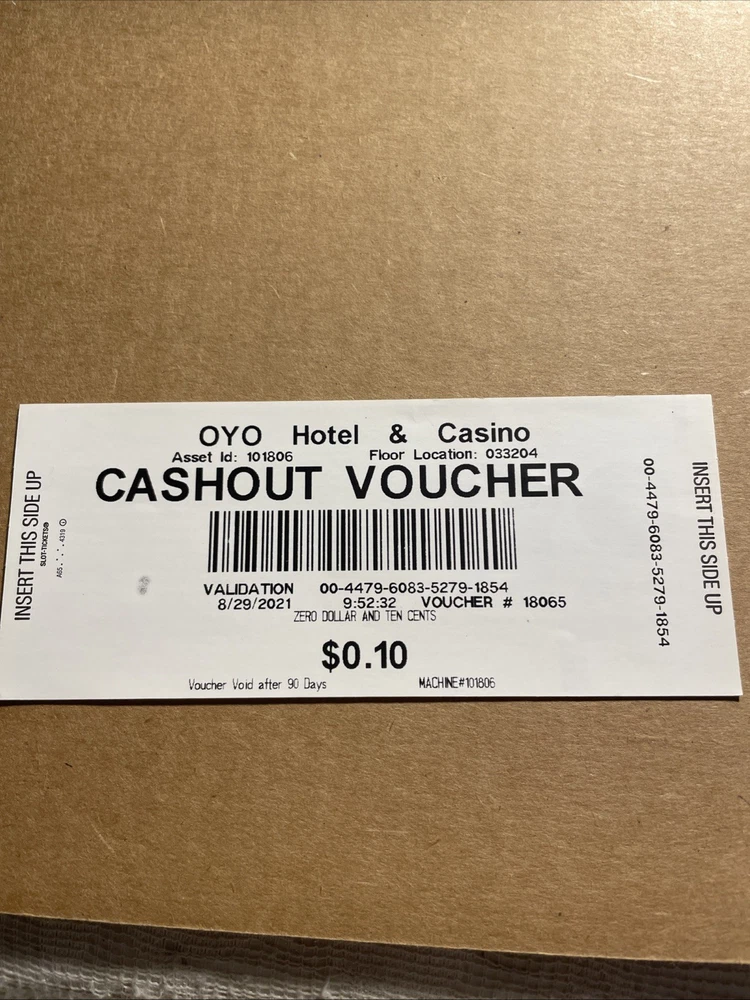 OYO Hotel & Casino
Asset Id: 101806 Floor Location: 033204
CASHOUT VOUCHER
VALIDATION 00-4479-6083-5279-1854
8/29/2021 9:52:32 VOUCHER # 18065
ZERO DOLLAR AND TEN CENTS
$0.10
Voucher Void after 90 Days MACHINE#101806
INSERT THIS SIDE UP
SLOT-TICKETS®
00-4479-6083-5279-1854
INSERT THIS SIDE UP